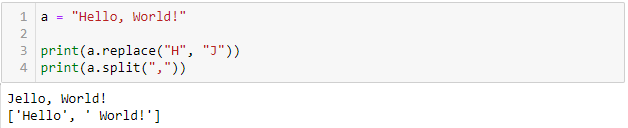 1 a = "Hello, World!"
2
3 print(a.replace("H", "J"))
4 print(a.split(","))
Jello, World!
['Hello', ' World!']